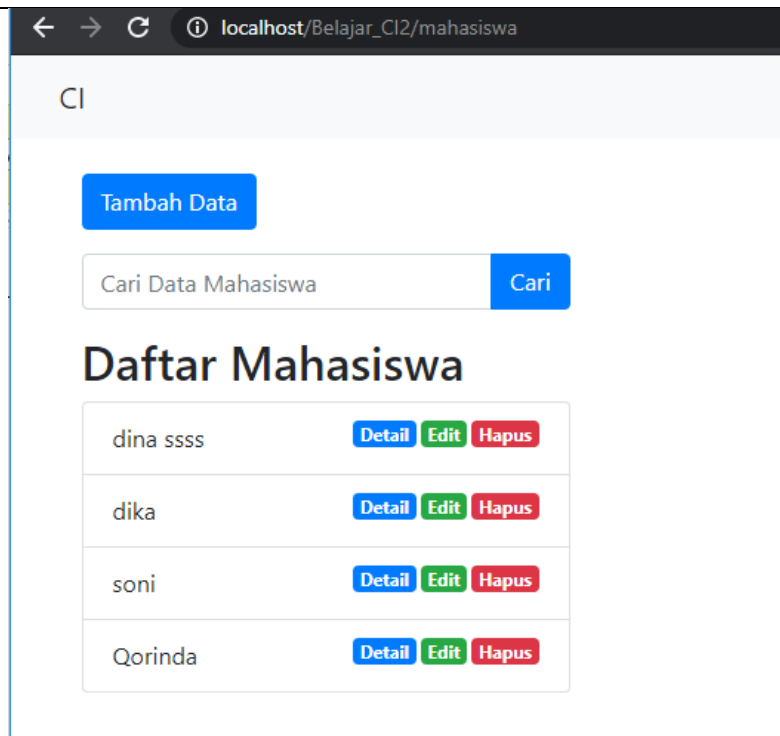 localhost/Belajar_CI2/mahasiswa
CI
Tambah Data
Cari Data Mahasiswa Cari
Daftar Mahasiswa
dina ssss Detail Edit Hapus
dika Detail Edit Hapus
soni Detail Edit Hapus
Qorinda Detail Edit Hapus